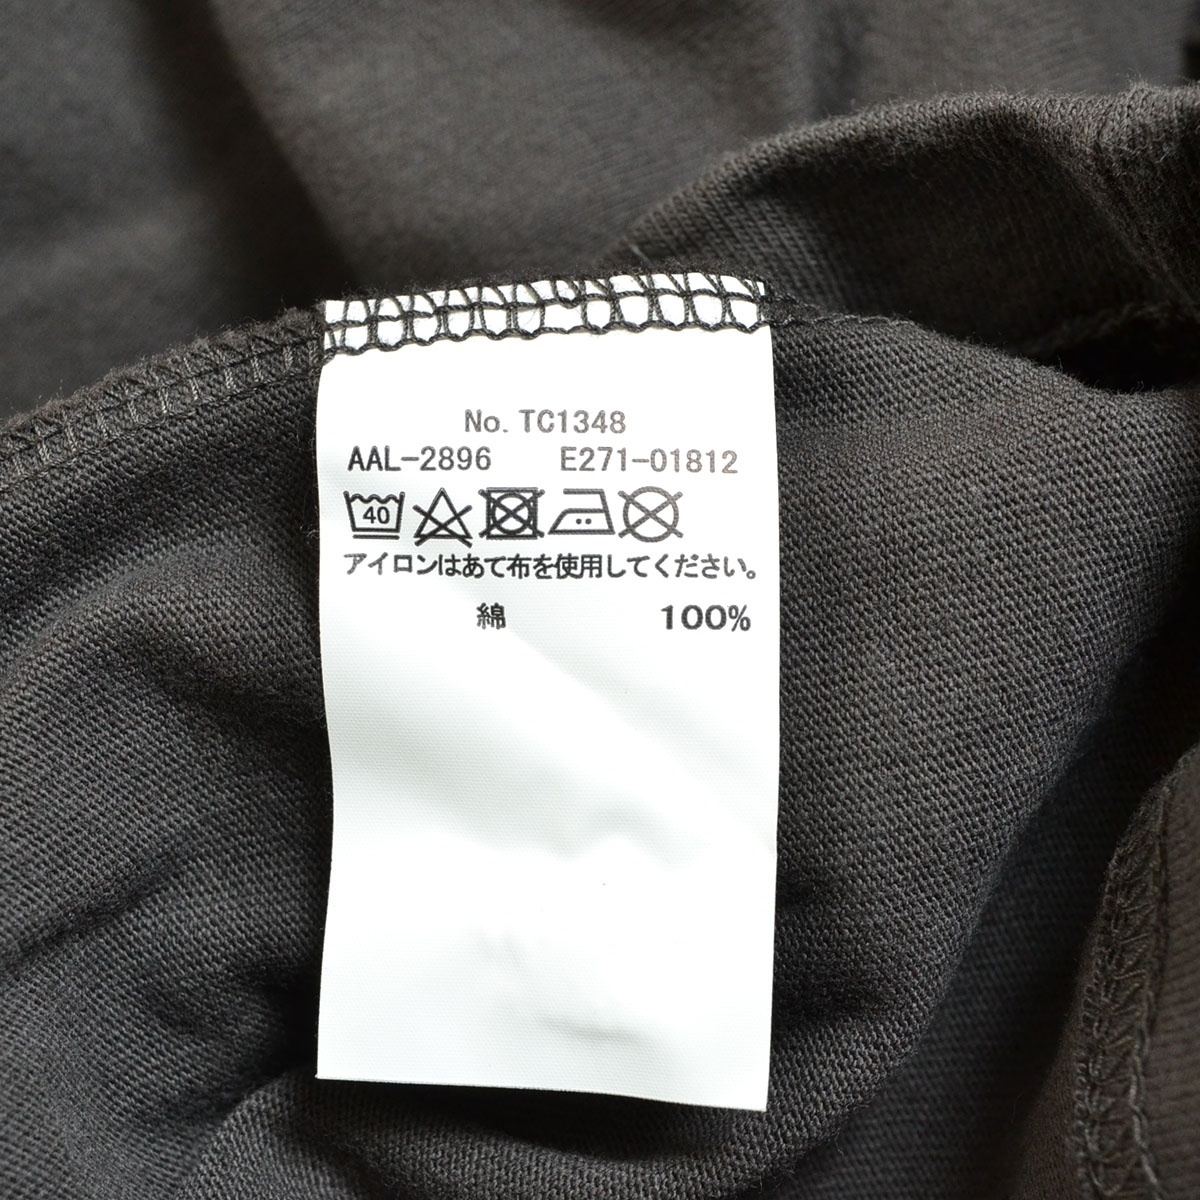 No. TC1348
AAL-2896 E271-01812
40
アイロンはあて布を使用してください。
綿 100%